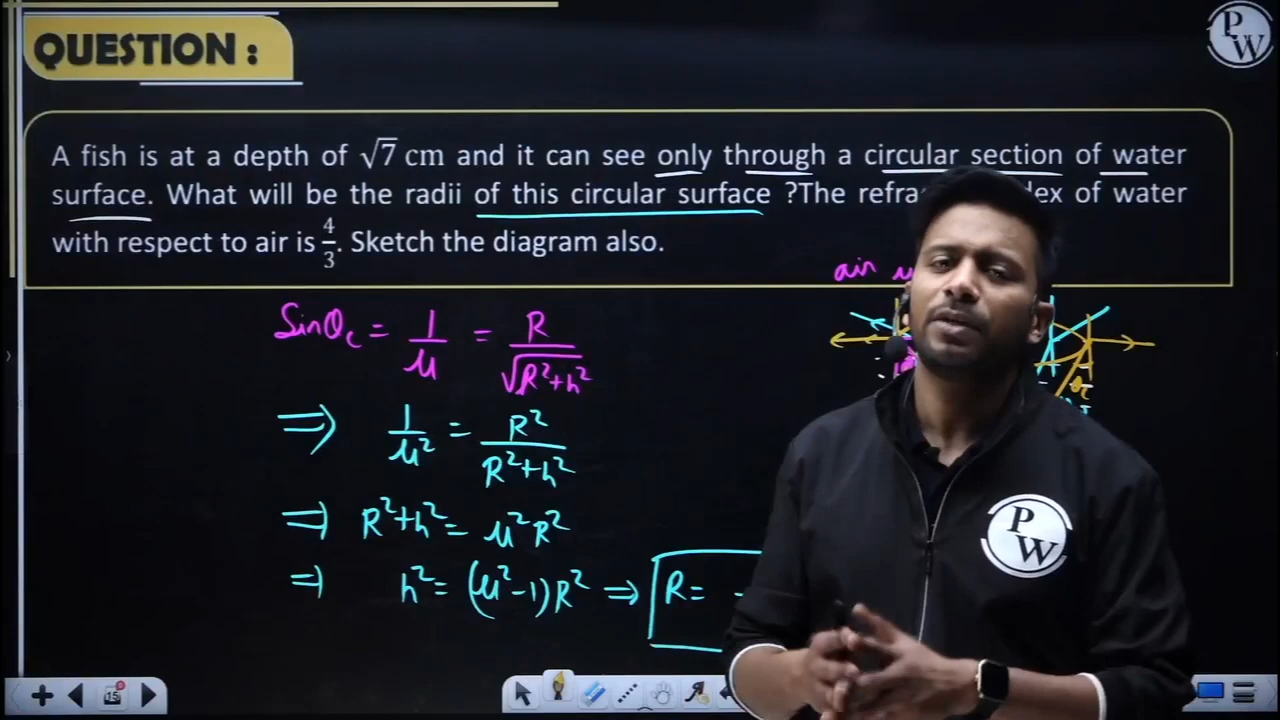 QUESTION :
PW
A fish is at a depth of √7 cm and it can see only through a circular section of water
surface. What will be the radii of this circular surface ?The refra ex of water
with respect to air is 4/3. Sketch the diagram also.
air
Sinθc = 1/μ = R/√(R²+h²)
⇒ 1/μ² = R²/(R²+h²)
⇒ R²+h² = μ²R²
⇒ h² = (μ²-1)R² ⇒ R =
PW
15